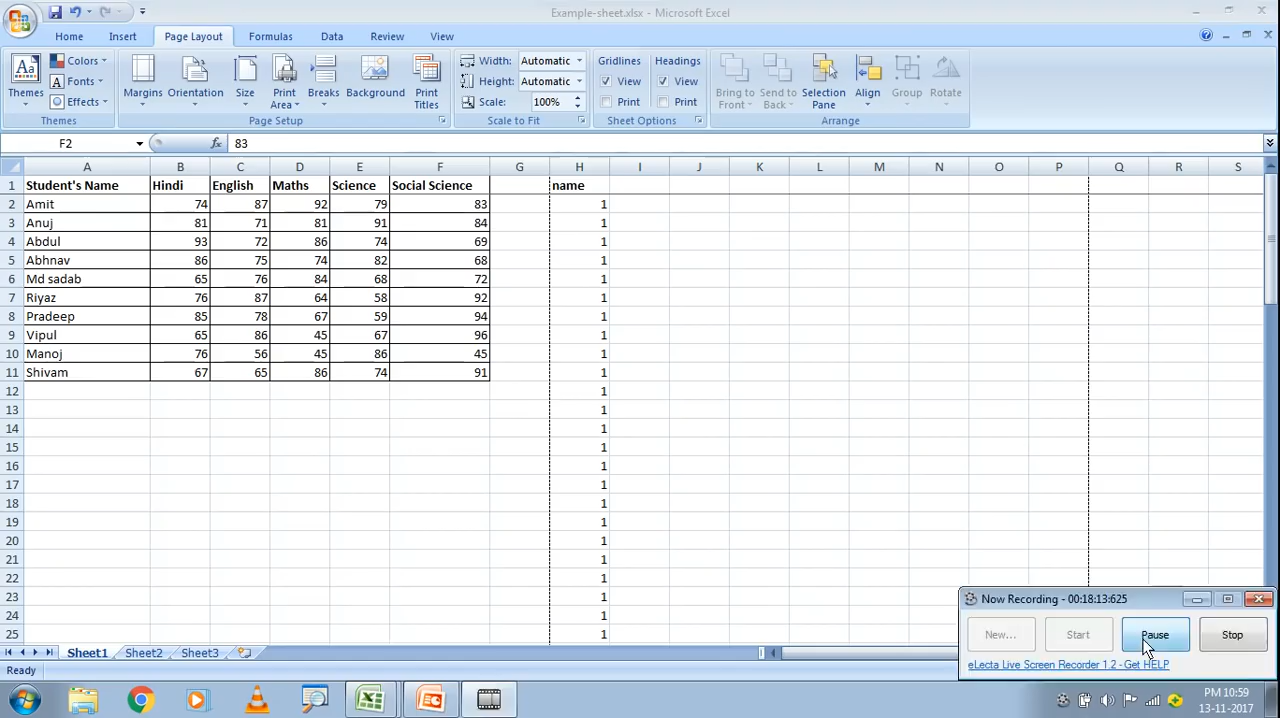 Example-sheet.xlsx - Microsoft Excel
Home Insert Page Layout Formulas Data Review View
Themes Colors Fonts Effects
Margins Orientation Size Print Area Breaks Background Print Titles
Width: Automatic
Height: Automatic
Scale: 100%
Gridlines Headings
View View
Print Print
Bring to Front Send to Back Selection Pane Align Group Rotate
Themes Page Setup Scale to Fit Sheet Options Arrange
F2 fx 83
A B C D E F G H I J K L M N O P Q R S
1 Student's Name Hindi English Maths Science Social Science name
2 Amit 74 87 92 79 83 1
3 Anuj 81 71 81 91 84 1
4 Abdul 93 72 86 74 69 1
5 Abhnav 86 75 74 82 68 1
6 Md sadab 65 76 84 68 72 1
7 Riyaz 76 87 64 58 92 1
8 Pradeep 85 78 67 59 94 1
9 Vipul 65 86 45 67 96 1
10 Manoj 76 56 45 86 45 1
11 Shivam 67 65 86 74 91 1
12 1
13 1
14 1
15 1
16 1
17 1
18 1
19 1
20 1
21 1
22 1
23 1
24 1
25 1
Now Recording - 00:18:13:625
New... Start Pause Stop
eLecta Live Screen Recorder 1.2 - Get HELP
Sheet1 Sheet2 Sheet3
Ready
PM 10:59
13-11-2017